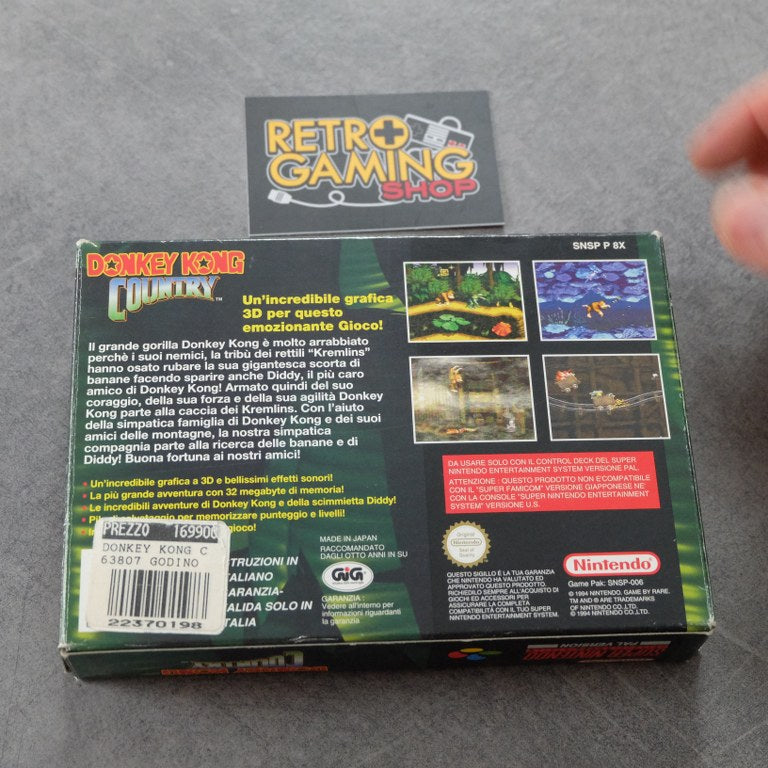 RETRO
GAMING
SHOP
SNSP P 8X
DONKEY KONG
COUNTRY™
Un'incredibile grafica
3D per questo
emozionante Gioco!
Il grande gorilla Donkey Kong è molto arrabbiato
perchè i suoi nemici, la tribù dei rettili “Kremlins”
hanno osato rubare la sua gigantesca scorta di
banane facendo sparire anche Diddy, il più caro
amico di Donkey Kong! Armato quindi del suo
coraggio, della sua forza e della sua agilità Donkey
Kong parte alla caccia dei Kremlins. Con l'aiuto
della simpatica famiglia di Donkey Kong e dei suoi
amici delle montagne, la nostra simpatica
compagnia parte alla ricerca delle banane e di
Diddy! Buona fortuna ai nostri amici!
Un'incredibile grafica a 3D e bellissimi effetti sonori!
La più grande avventura con 32 megabyte di memoria!
Le incredibili avventure di Donkey Kong e della scimmietta Diddy!
per memorizzare punteggio e livelli!
gioco!
PREZZO 169900
DONKEY KONG C
63807 GODINO
22370198
TRUZIONI IN
TALIANO
GARANZIA-
ALIDA SOLO IN
TALIA
MADE IN JAPAN
RACCOMANDATO
DAGLI OTTO ANNI IN SU
GIG
GARANZIA:
Vedere all'interno per
informazioni riguardanti
la garanzia
DA USARE SOLO CON IL CONTROL DECK DEL SUPER
NINTENDO ENTERTAINMENT SYSTEM VERSIONE PAL.
ATTENZIONE : QUESTO PRODOTTO NON E'COMPATIBILE
CON IL "SUPER FAMICOM" VERSIONE GIAPPONESE NE'
CON LA CONSOLE "SUPER NINTENDO ENTERTAINMENT
SYSTEM" VERSIONE U.S.
Original
Nintendo
Seal of
Quality
QUESTO SIGILLO È LA TUA GARANZIA
CHE NINTENDO HA VALUTATO ED
APPROVATO QUESTO PRODOTTO.
RICHIEDILO SEMPRE ALL'ACQUISTO DI
GIOCHI ED ACCESSORI PER
ASSICURARE LA COMPLETA
COMPATIBILITÀ CON IL TUO SUPER
NINTENDO ENTERTAINMENT SYSTEM.
Nintendo
Game Pak: SNSP-006
© 1994 NINTENDO. GAME BY RARE.
TM AND ® ARE TRADEMARKS
OF NINTENDO CO.,LTD.
© 1994 NINTENDO CO.,LTD.
DONKEY KONG
COUNTRY
PAL VERSION
SUPER NINTENDO